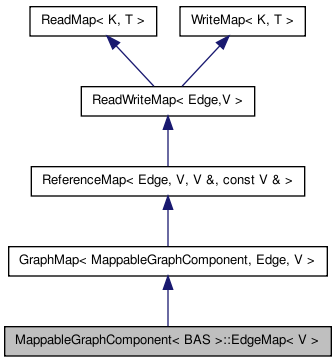 ReadMap< K, T >
WriteMap< K, T >
ReadWriteMap< Edge,V >
ReferenceMap< Edge, V, V &, const V & >
GraphMap< MappableGraphComponent, Edge, V >
MappableGraphComponent< BAS >::EdgeMap< V >